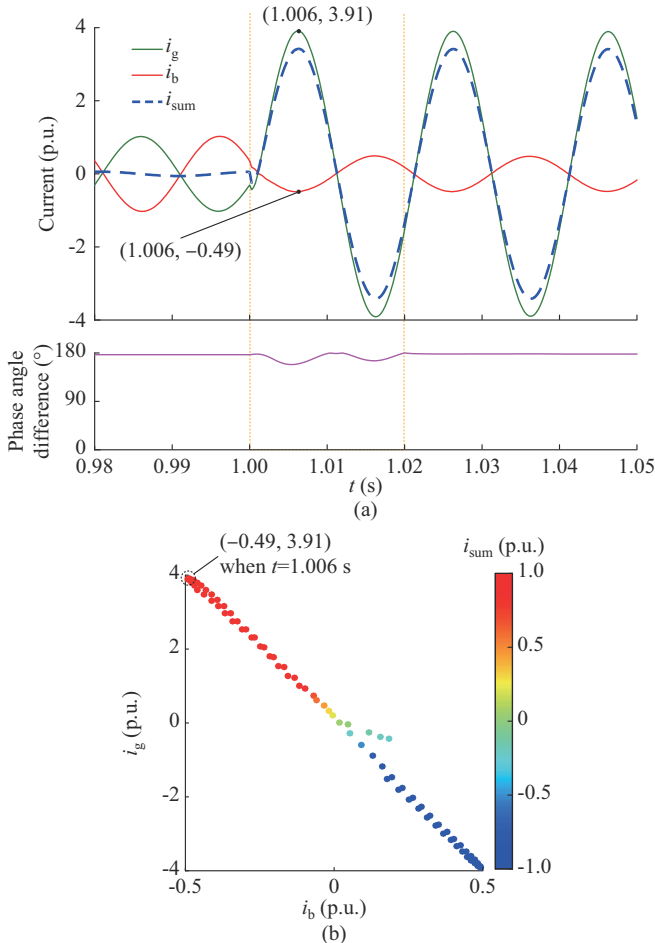 (1.006, 3.91)
4
i_g
i_b
i_sum
2
0
-2
-4
Current (p.u.)
(1.006, −0.49)
180
90
0
Phase angle
difference (°)
0.98
0.99
1.00
1.01
1.02
1.03
1.04
1.05
t (s)
(a)
(−0.49, 3.91)
when t=1.006 s
i_sum (p.u.)
4
2
0
-2
-4
i_g (p.u.)
1.0
0.5
0
-0.5
-1.0
-0.5
0
0.5
i_b (p.u.)
(b)